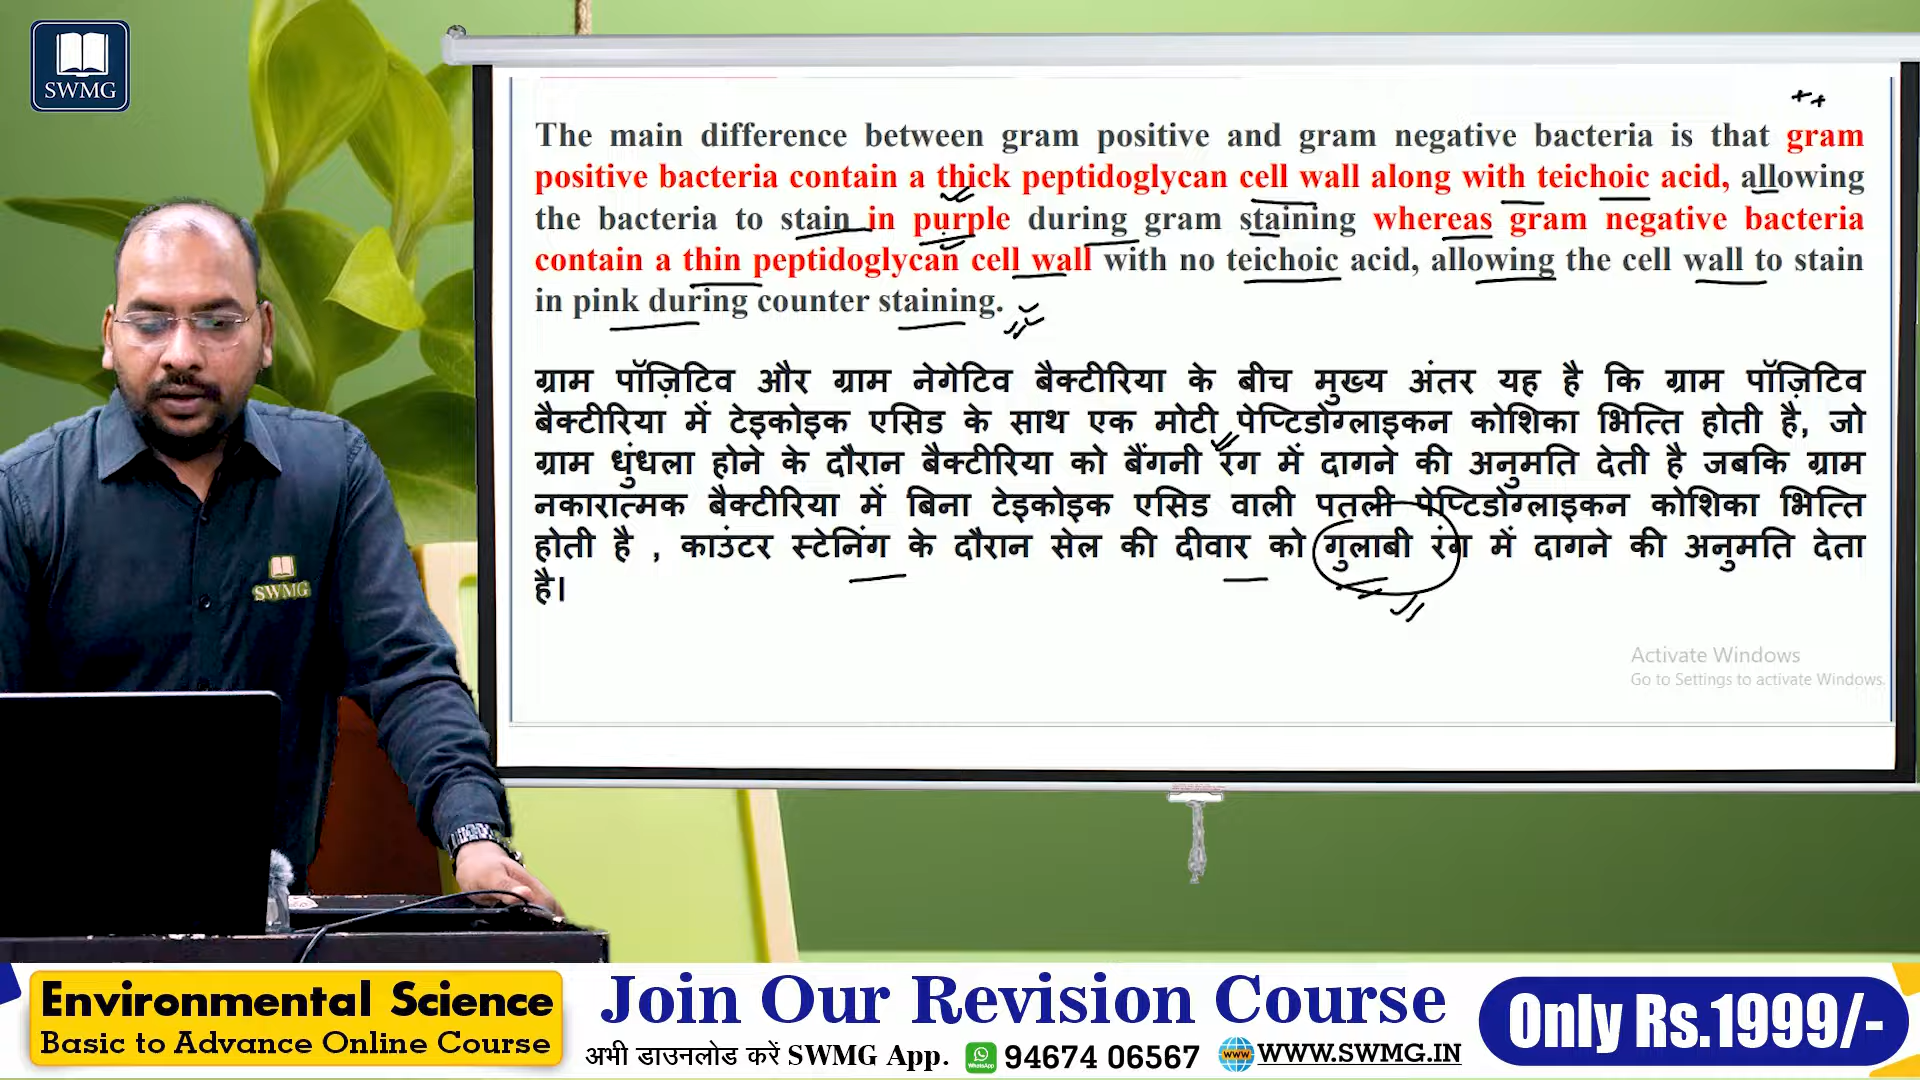 SWMG
The main difference between gram positive and gram negative bacteria is that gram
positive bacteria contain a thick peptidoglycan cell wall along with teichoic acid, allowing
the bacteria to stain in purple during gram staining whereas gram negative bacteria
contain a thin peptidoglycan cell wall with no teichoic acid, allowing the cell wall to stain
in pink during counter staining.
ग्राम पॉज़िटिव और ग्राम नेगेटिव बैक्टीरिया के बीच मुख्य अंतर यह है कि ग्राम पॉज़िटिव
बैक्टीरिया में टेइकोइक एसिड के साथ एक मोटी पेप्टिडोग्लाइकन कोशिका भित्ति होती है, जो
ग्राम धुंधला होने के दौरान बैक्टीरिया को बैंगनी रंग में दागने की अनुमति देती है जबकि ग्राम
नकारात्मक बैक्टीरिया में बिना टेइकोइक एसिड वाली पतली पेप्टिडोग्लाइकन कोशिका भित्ति
होती है , काउंटर स्टेनिंग के दौरान सेल की दीवार को गुलाबी रंग में दागने की अनुमति देता
है।
SWMG
Activate Windows
Go to Settings to activate Windows.
Environmental Science
Basic to Advance Online Course
Join Our Revision Course
अभी डाउनलोड करें SWMG App. WhatsApp 94667 06567 www WWW.SWMG.IN
Only Rs.1999/-